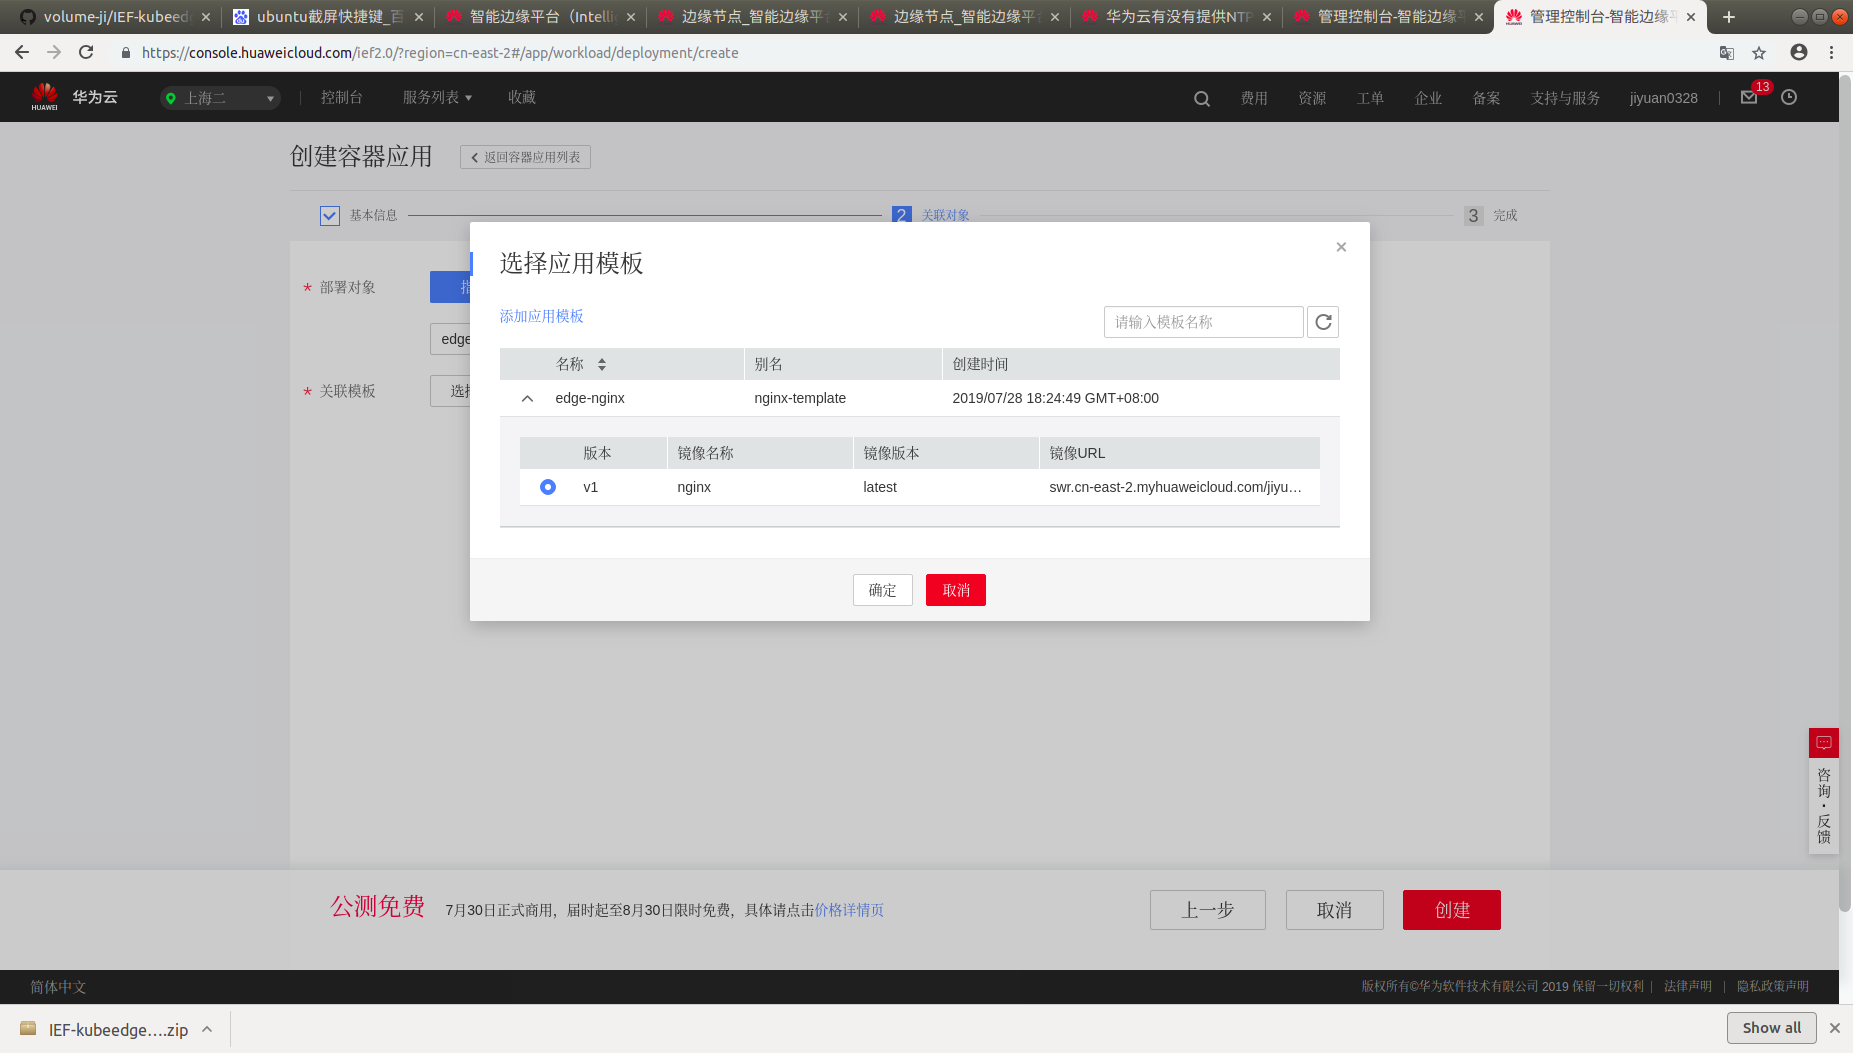 volume-ji/IEF-kubeed
ubuntu截屏快捷键_百
智能边缘平台（Intelli
边缘节点_智能边缘平台
边缘节点_智能边缘平台
华为云有没有提供NTP
管理控制台-智能边缘平
管理控制台-智能边缘平
https://console.huaweicloud.com/ief2.0/?region=cn-east-2#/app/workload/deployment/create
HUAWEI 华为云 上海二 控制台 服务列表 收藏 费用 资源 工单 企业 备案 支持与服务 jiyuan0328 13
创建容器应用 返回容器应用列表
基本信息 2 关联对象 3 完成
选择应用模板
* 部署对象 指
添加应用模板 请输入模板名称
edge
名称 别名 创建时间
* 关联模板 选择
edge-nginx nginx-template 2019/07/28 18:24:49 GMT+08:00
版本 镜像名称 镜像版本 镜像URL
v1 nginx latest swr.cn-east-2.myhuaweicloud.com/jiyu...
确定 取消
咨询·反馈
公测免费 7月30日正式商用，届时起至8月30日限时免费，具体请点击价格详情页 上一步 取消 创建
简体中文 版权所有©华为软件技术有限公司 2019 保留一切权利 | 法律声明 | 隐私政策声明
IEF-kubeedge....zip Show all